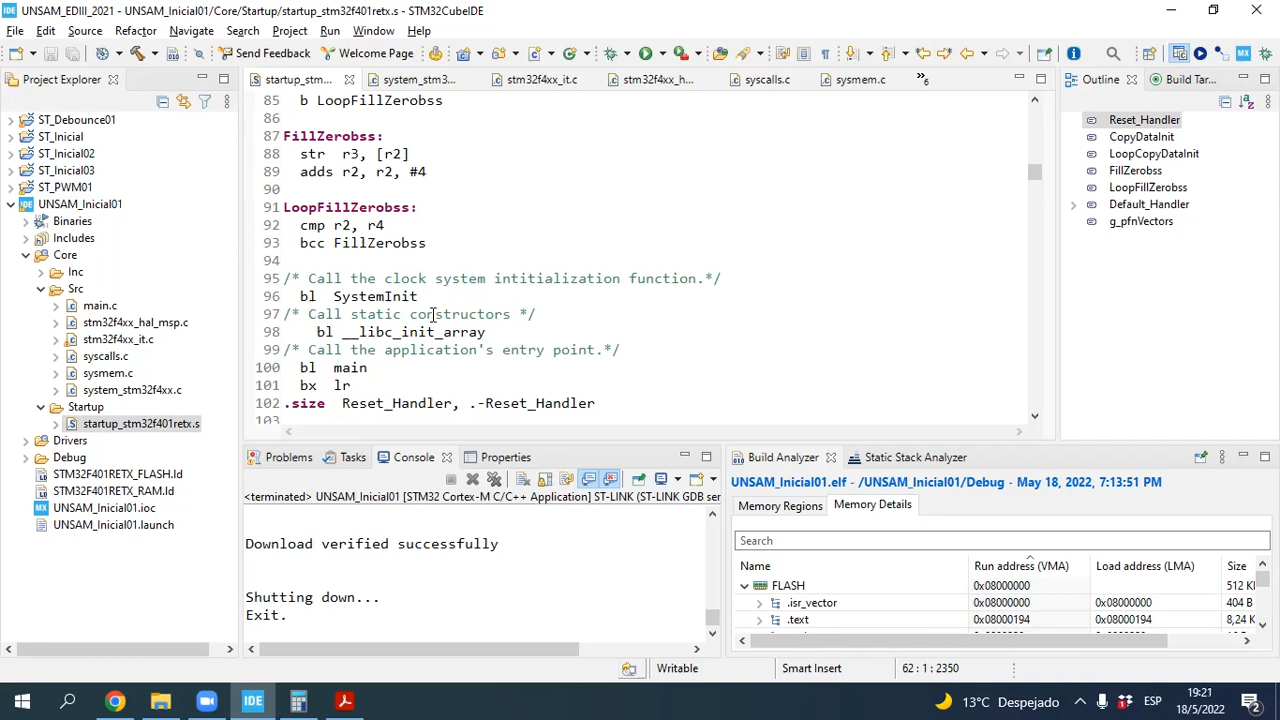 UNSAM_EDIII_2021 - UNSAM_Inicial01/Core/Startup/startup_stm32f401retx.s - STM32CubeIDE
File Edit Source Refactor Navigate Search Project Run Window Help
Send Feedback Welcome Page
Project Explorer
ST_Debounce01
ST_Inicial
ST_Inicial02
ST_Inicial03
ST_PWM01
UNSAM_Inicial01
Binaries
Includes
Core
Inc
Src
main.c
stm32f4xx_hal_msp.c
stm32f4xx_it.c
syscalls.c
sysmem.c
system_stm32f4xx.c
Startup
startup_stm32f401retx.s
Drivers
Debug
STM32F401RETX_FLASH.ld
STM32F401RETX_RAM.ld
UNSAM_Inicial01.ioc
UNSAM_Inicial01.launch
startup_stm... system_stm3... stm32f4xx_it.c stm32f4xx_h... syscalls.c sysmem.c »6
85 b LoopFillZerobss
86
87 FillZerobss:
88 str r3, [r2]
89 adds r2, r2, #4
90
91 LoopFillZerobss:
92 cmp r2, r4
93 bcc FillZerobss
94
95 /* Call the clock system intitialization function.*/
96 bl SystemInit
97 /* Call static constructors */
98 bl __libc_init_array
99 /* Call the application's entry point.*/
100 bl main
101 bx lr
102 .size Reset_Handler, .-Reset_Handler
103
Outline Build Tar...
Reset_Handler
CopyDataInit
LoopCopyDataInit
FillZerobss
LoopFillZerobss
Default_Handler
g_pfnVectors
Problems Tasks Console Properties
<terminated> UNSAM_Inicial01 [STM32 Cortex-M C/C++ Application] ST-LINK (ST-LINK GDB ser
Download verified successfully
Shutting down...
Exit.
Build Analyzer Static Stack Analyzer
UNSAM_Inicial01.elf - /UNSAM_Inicial01/Debug - May 18, 2022, 7:13:51 PM
Memory Regions Memory Details
Search
Name Run address (VMA) Load address (LMA) Size
FLASH 0x08000000 512 KI
.isr_vector 0x08000000 0x08000000 404 B
.text 0x08000194 0x08000194 8,24 K
Writable Smart Insert 62 : 1 : 2350
IDE 13°C Despejado ESP 19:21
18/5/2022 2